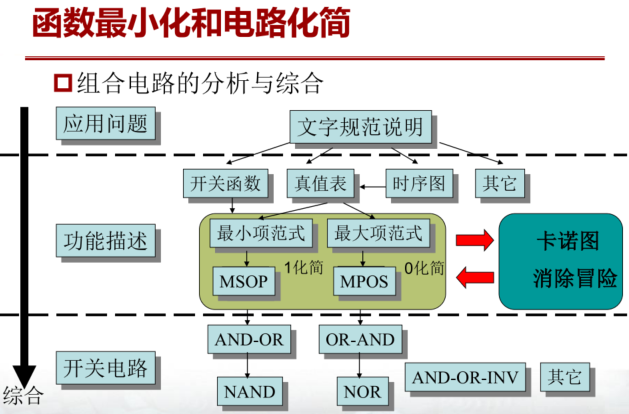 函数最小化和电路化简
组合电路的分析与综合
应用问题
文字规范说明
开关函数
真值表
时序图
其它
功能描述
最小项范式
最大项范式
MSOP
1化简
MPOS
0化简
卡诺图
消除冒险
AND-OR
OR-AND
开关电路
NAND
NOR
AND-OR-INV
其它
综合